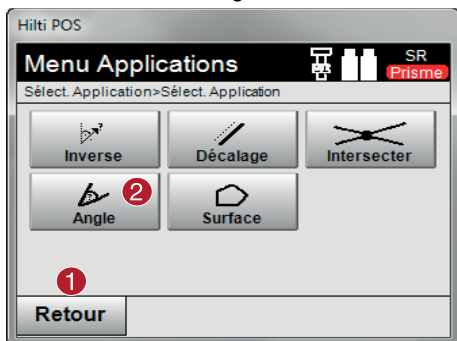 Hilti POS
Menu Applications
SR
Prisme
Sélect. Application>Sélect. Application
Inverse
Décalage
Intersecter
Angle
2
Surface
1
Retour